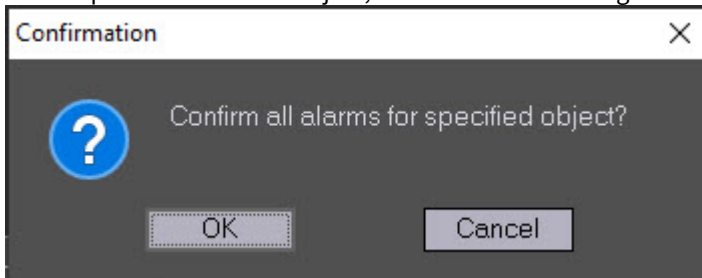 Confirmation
Confirm all alarms for specified object?
OK
Cancel